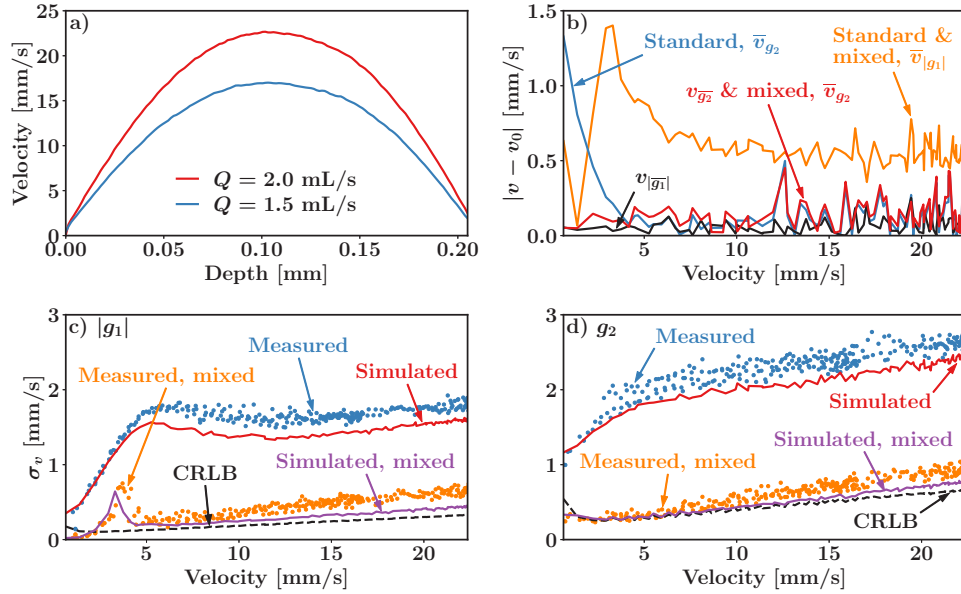 a)
Velocity [mm/s]
25
20
15
10
5
0
Q = 2.0 mL/s
Q = 1.5 mL/s
0.00 0.05 0.10 0.15 0.20
Depth [mm]
b)
|v − v₀| [mm/s]
1.5
1.0
0.5
0.0
Standard, v̅g₂
Standard &
mixed, v̅|g₁|
vg̅₂ & mixed, v̅g₂
v|g̅₁|
5 10 15 20
Velocity [mm/s]
c) |g₁|
σᵥ [mm/s]
3
2
1
0
Measured
Measured, mixed
Simulated
CRLB
Simulated, mixed
5 10 15 20
Velocity [mm/s]
d) g₂
3
2
1
0
Measured
Simulated
Simulated, mixed
Measured, mixed
CRLB
5 10 15 20
Velocity [mm/s]